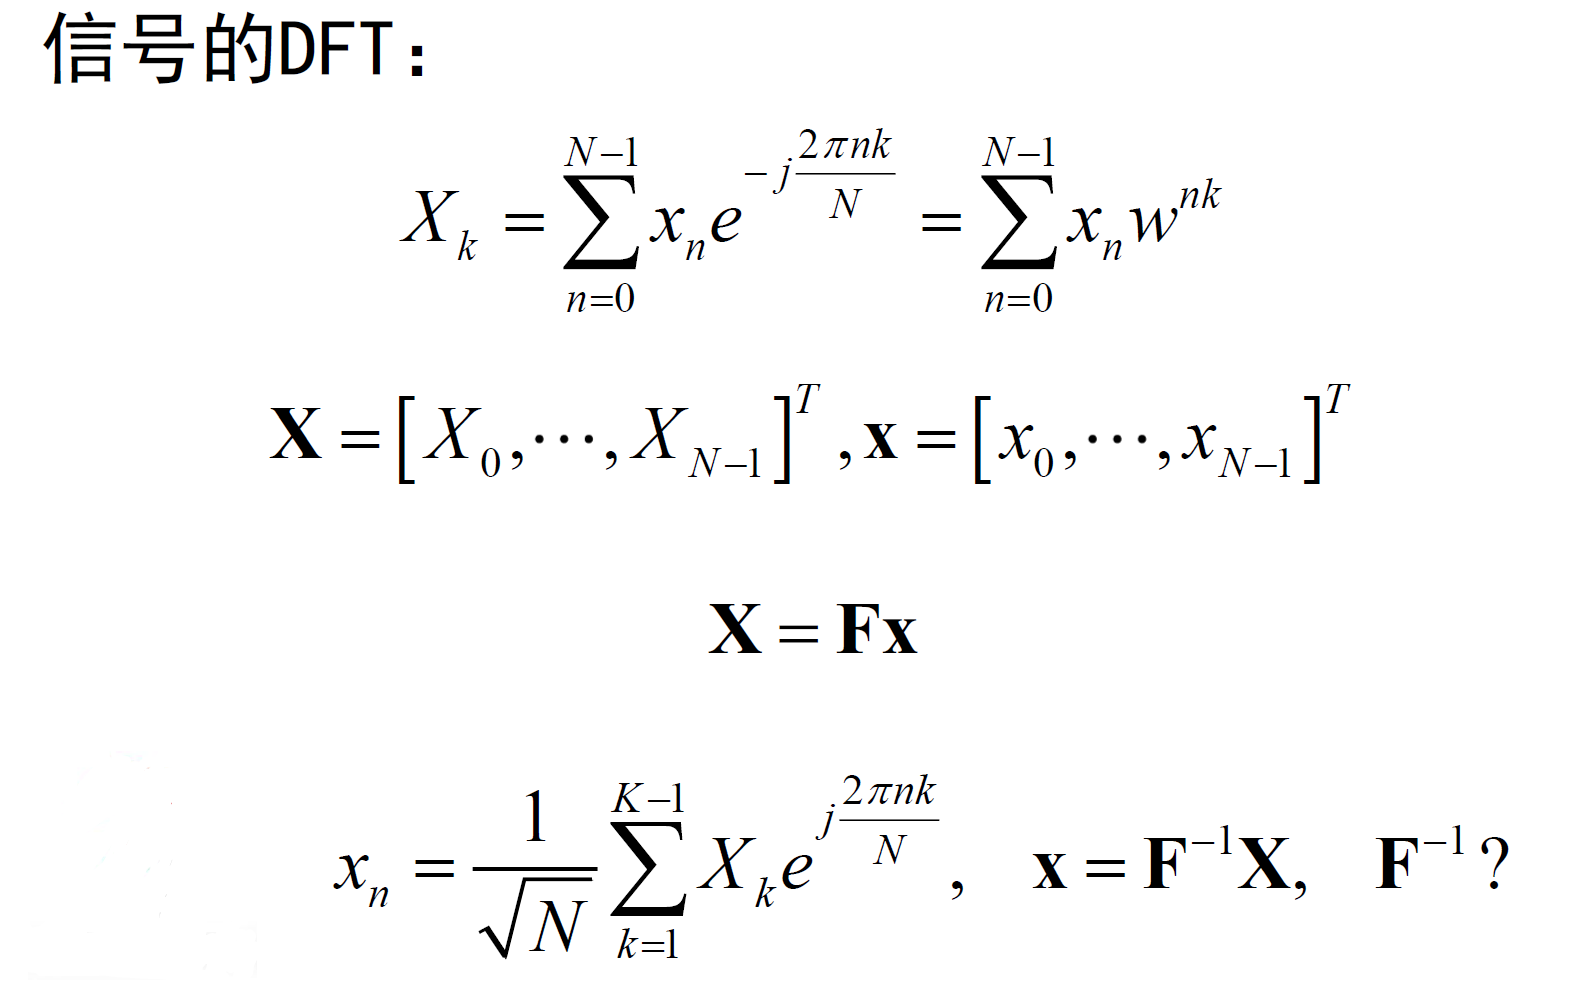 信号的DFT:
X_k = \sum_{n=0}^{N-1} x_n e^{-j\frac{2\pi nk}{N}} = \sum_{n=0}^{N-1} x_n w^{nk}
\mathbf{X} = [X_0, \cdots, X_{N-1}]^T, \mathbf{x} = [x_0, \cdots, x_{N-1}]^T
\mathbf{X} = \mathbf{F}\mathbf{x}
x_n = \frac{1}{\sqrt{N}} \sum_{k=1}^{K-1} X_k e^{j\frac{2\pi nk}{N}}, \mathbf{x} = \mathbf{F}^{-1}\mathbf{X}, \mathbf{F}^{-1}?